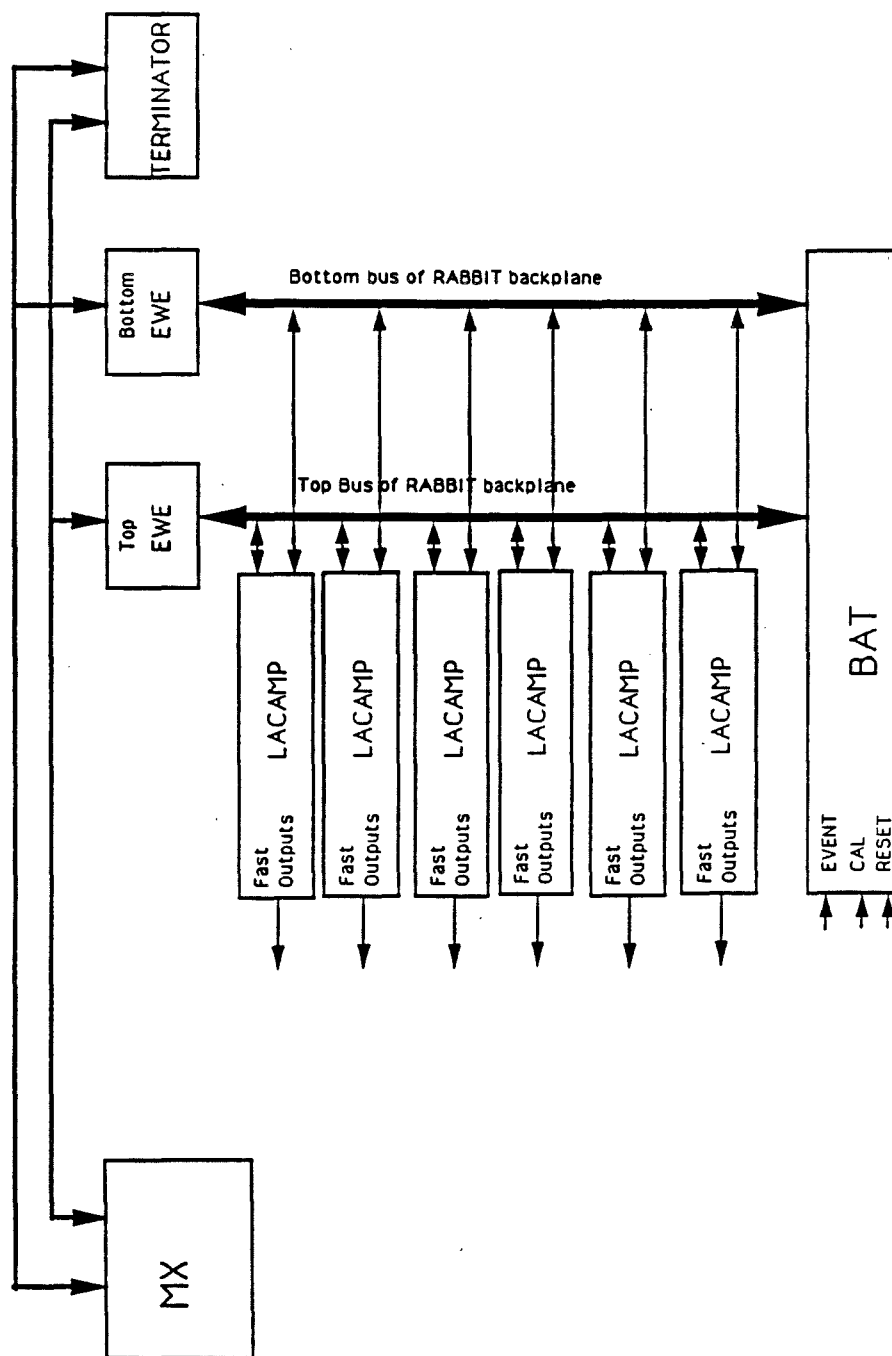 TERMINATOR
Bottom
EWE
Bottom bus of RABBIT backplane
Top
EWE
Top Bus of RABBIT backplane
LACAMP
Fast
Outputs
LACAMP
Fast
Outputs
LACAMP
Fast
Outputs
LACAMP
Fast
Outputs
LACAMP
Fast
Outputs
LACAMP
Fast
Outputs
BAT
EVENT
CAL
RESET
MX